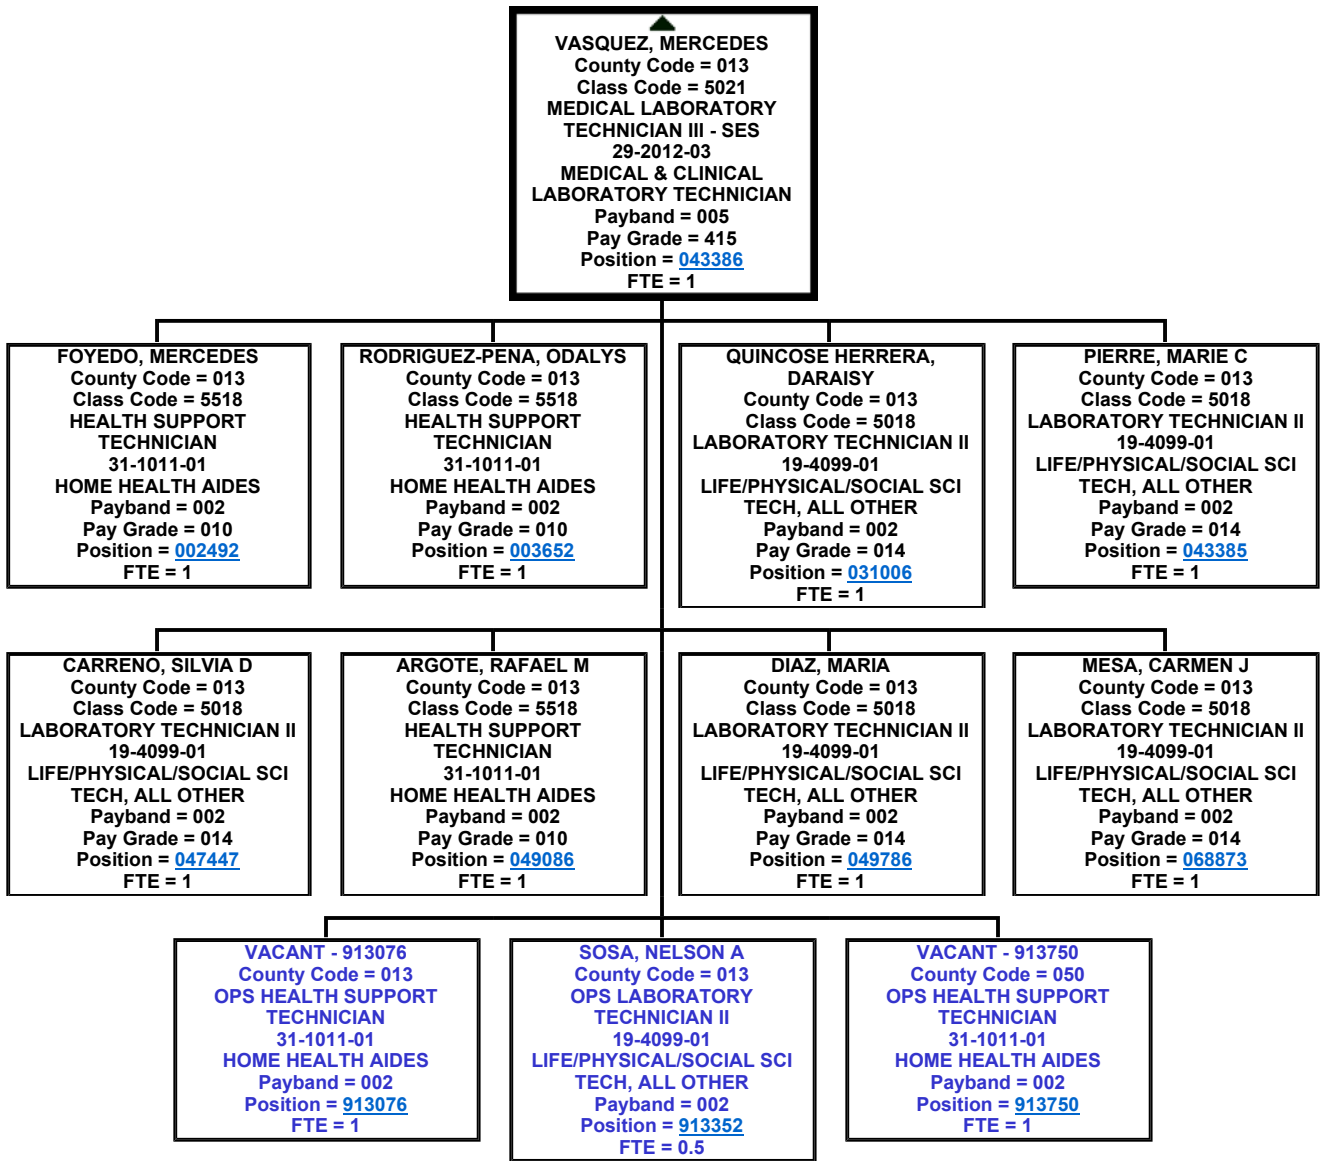 VASQUEZ, MERCEDES
County Code = 013
Class Code = 5021
MEDICAL LABORATORY
TECHNICIAN III - SES
29-2012-03
MEDICAL & CLINICAL
LABORATORY TECHNICIAN
Payband = 005
Pay Grade = 415
Position = 043386
FTE = 1
FOYEDO, MERCEDES
County Code = 013
Class Code = 5518
HEALTH SUPPORT
TECHNICIAN
31-1011-01
HOME HEALTH AIDES
Payband = 002
Pay Grade = 010
Position = 002492
FTE = 1
RODRIGUEZ-PENA, ODALYS
County Code = 013
Class Code = 5518
HEALTH SUPPORT
TECHNICIAN
31-1011-01
HOME HEALTH AIDES
Payband = 002
Pay Grade = 010
Position = 003652
FTE = 1
QUINCOSE HERRERA,
DARAISY
County Code = 013
Class Code = 5018
LABORATORY TECHNICIAN II
19-4099-01
LIFE/PHYSICAL/SOCIAL SCI
TECH, ALL OTHER
Payband = 002
Pay Grade = 014
Position = 031006
FTE = 1
PIERRE, MARIE C
County Code = 013
Class Code = 5018
LABORATORY TECHNICIAN II
19-4099-01
LIFE/PHYSICAL/SOCIAL SCI
TECH, ALL OTHER
Payband = 002
Pay Grade = 014
Position = 043385
FTE = 1
CARRENO, SILVIA D
County Code = 013
Class Code = 5018
LABORATORY TECHNICIAN II
19-4099-01
LIFE/PHYSICAL/SOCIAL SCI
TECH, ALL OTHER
Payband = 002
Pay Grade = 014
Position = 047447
FTE = 1
ARGOTE, RAFAEL M
County Code = 013
Class Code = 5518
HEALTH SUPPORT
TECHNICIAN
31-1011-01
HOME HEALTH AIDES
Payband = 002
Pay Grade = 010
Position = 049086
FTE = 1
DIAZ, MARIA
County Code = 013
Class Code = 5018
LABORATORY TECHNICIAN II
19-4099-01
LIFE/PHYSICAL/SOCIAL SCI
TECH, ALL OTHER
Payband = 002
Pay Grade = 014
Position = 049786
FTE = 1
MESA, CARMEN J
County Code = 013
Class Code = 5018
LABORATORY TECHNICIAN II
19-4099-01
LIFE/PHYSICAL/SOCIAL SCI
TECH, ALL OTHER
Payband = 002
Pay Grade = 014
Position = 068873
FTE = 1
VACANT - 913076
County Code = 013
OPS HEALTH SUPPORT
TECHNICIAN
31-1011-01
HOME HEALTH AIDES
Payband = 002
Position = 913076
FTE = 1
SOSA, NELSON A
County Code = 013
OPS LABORATORY
TECHNICIAN II
19-4099-01
LIFE/PHYSICAL/SOCIAL SCI
TECH, ALL OTHER
Payband = 002
Position = 913352
FTE = 0.5
VACANT - 913750
County Code = 050
OPS HEALTH SUPPORT
TECHNICIAN
31-1011-01
HOME HEALTH AIDES
Payband = 002
Position = 913750
FTE = 1